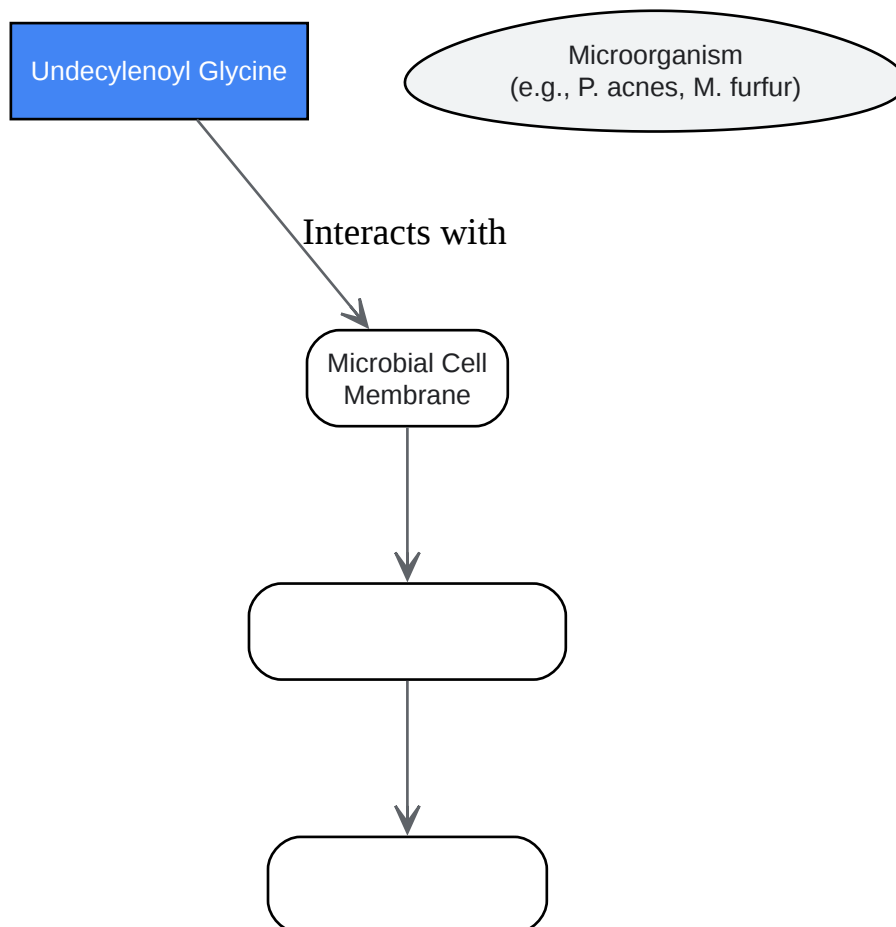 Undecylenoyl Glycine
Microorganism
(e.g., P. acnes, M. furfur)
Interacts with
Microbial Cell
Membrane